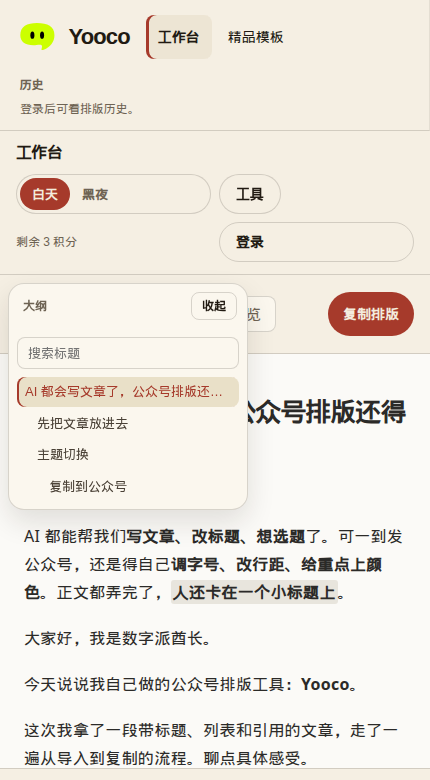 Yooco
工作台
精品模板
历史
登录后可看排版历史。
工作台
白天
黑夜
工具
剩余 3 积分
登录
大纲
收起
览
复制排版
搜索标题
AI 都会写文章了，公众号排版还…
先把文章放进去
主题切换
复制到公众号
众号排版还得
AI 都能帮我们写文章、改标题、想选题了。可一到发
公众号，还是得自己调字号、改行距、给重点上颜
色。正文都弄完了，人还卡在一个小标题上。
大家好，我是数字派酋长。
今天说说我自己做的公众号排版工具：Yooco。
这次我拿了一段带标题、列表和引用的文章，走了一
遍从导入到复制的流程。聊点具体感受。